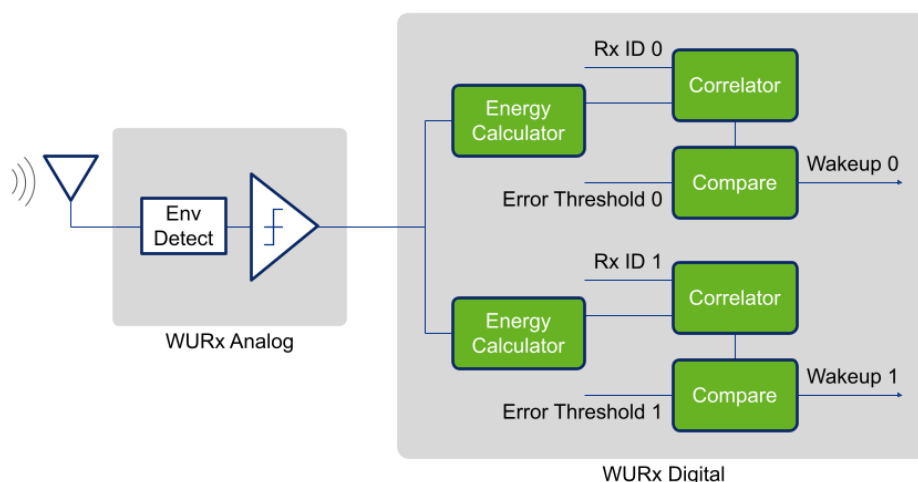 Rx ID 0
Correlator
Energy
Calculator
Wakeup 0
Compare
Error Threshold 0
Env
Detect
WURx Analog
Rx ID 1
Correlator
Energy
Calculator
Wakeup 1
Compare
Error Threshold 1
WURx Digital